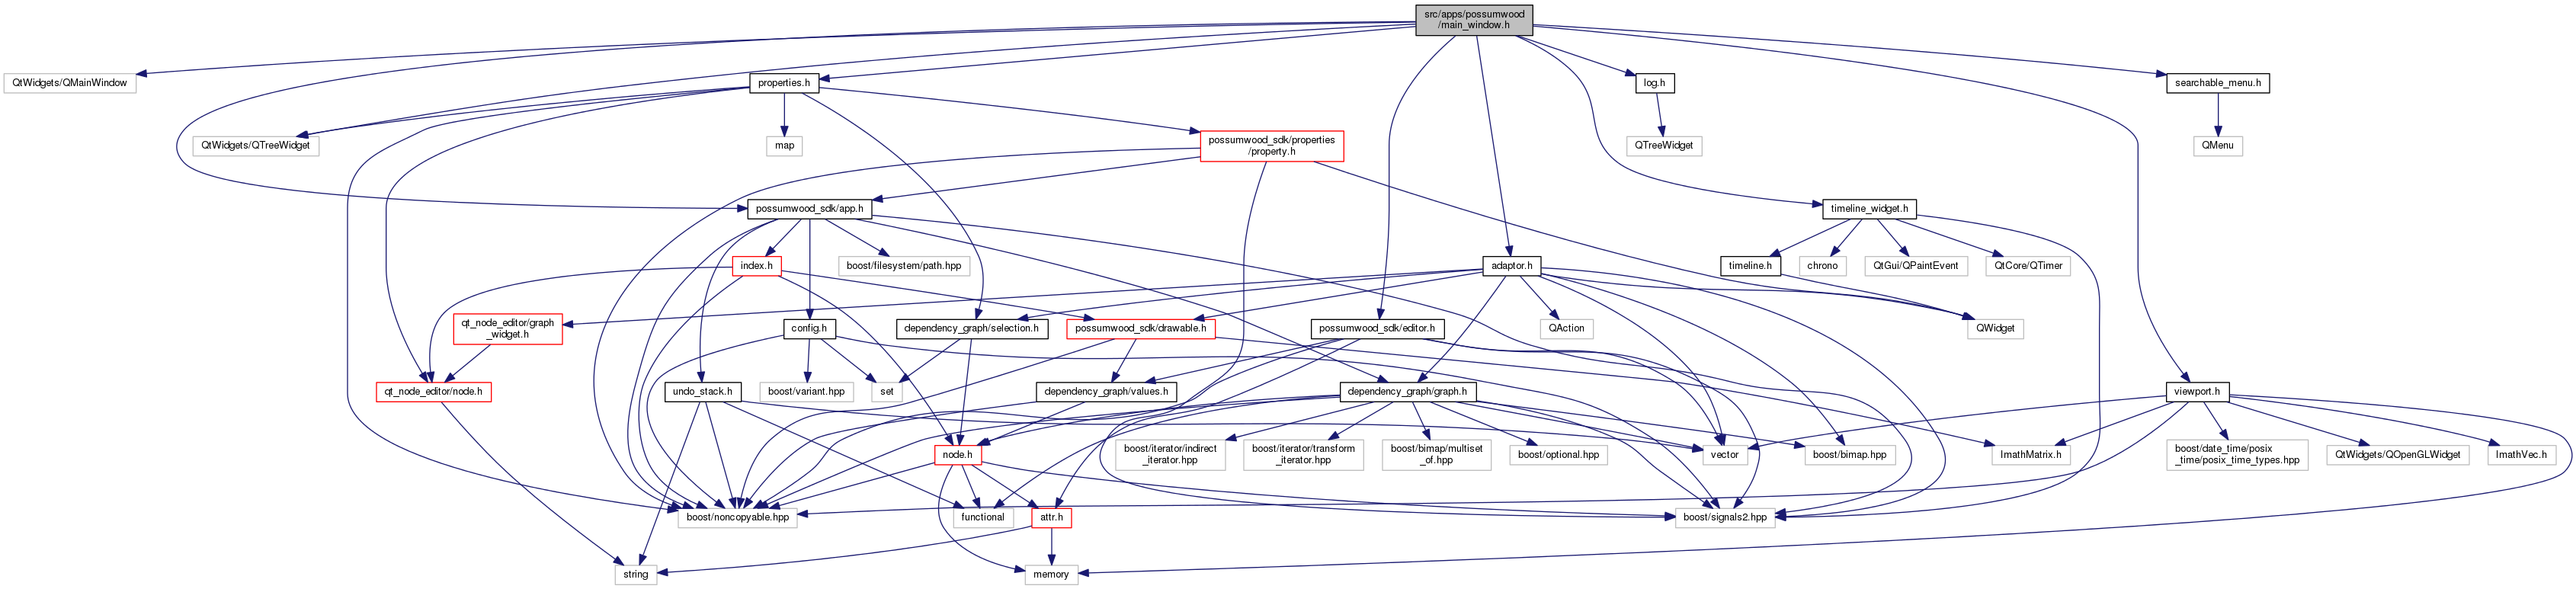 src/apps/possumwood
/main_window.h
QtWidgets/QMainWindow
properties.h
log.h
searchable_menu.h
QtWidgets/QTreeWidget
map
possumwood_sdk/properties
/property.h
QTreeWidget
QMenu
possumwood_sdk/app.h
timeline_widget.h
index.h
boost/filesystem/path.hpp
adaptor.h
timeline.h
chrono
QtGui/QPaintEvent
QtCore/QTimer
qt_node_editor/graph
_widget.h
config.h
dependency_graph/selection.h
possumwood_sdk/drawable.h
possumwood_sdk/editor.h
QAction
QWidget
qt_node_editor/node.h
undo_stack.h
boost/variant.hpp
set
dependency_graph/values.h
dependency_graph/graph.h
viewport.h
node.h
boost/iterator/indirect
_iterator.hpp
boost/iterator/transform
_iterator.hpp
boost/bimap/multiset
_of.hpp
boost/optional.hpp
vector
boost/bimap.hpp
ImathMatrix.h
boost/date_time/posix
_time/posix_time_types.hpp
QtWidgets/QOpenGLWidget
ImathVec.h
boost/noncopyable.hpp
functional
attr.h
boost/signals2.hpp
string
memory